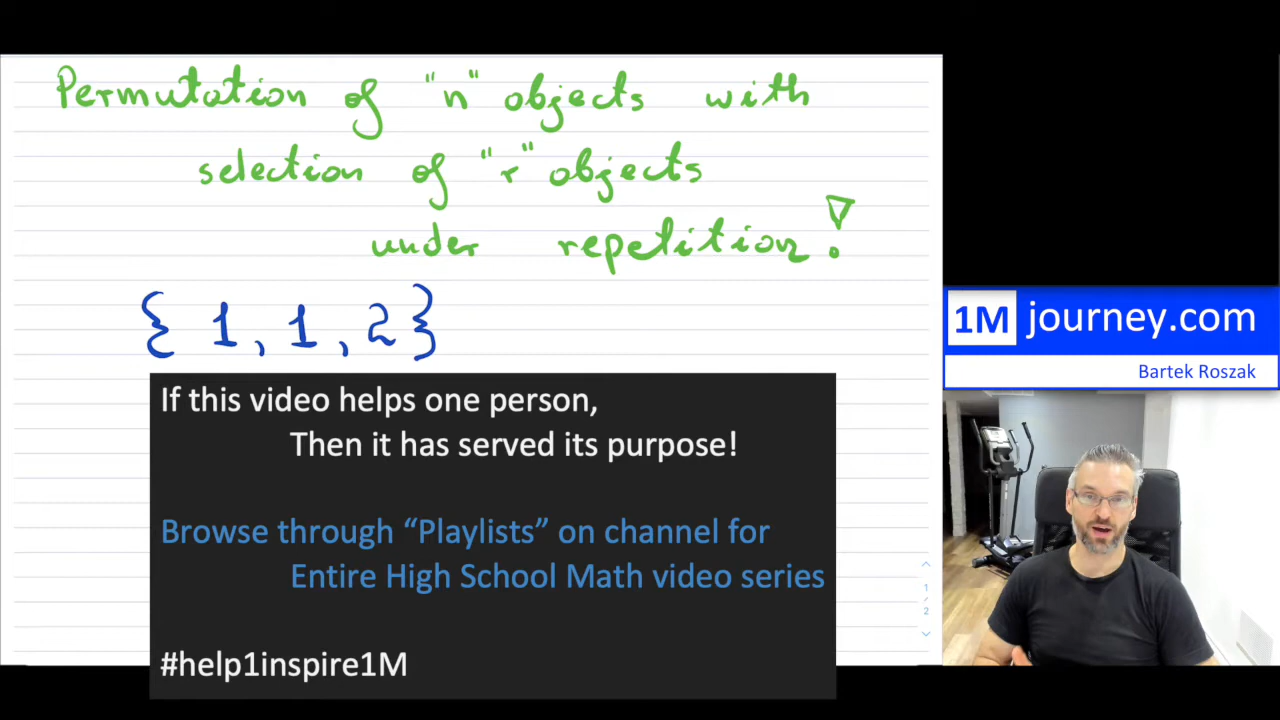 Permutation of "n" objects with
selection of "r" objects
under repetition!
{ 1, 1, 2 }
If this video helps one person,
Then it has served its purpose!
Browse through “Playlists” on channel for
Entire High School Math video series
#help1inspire1M
1M journey.com
Bartek Roszak
1
/
2